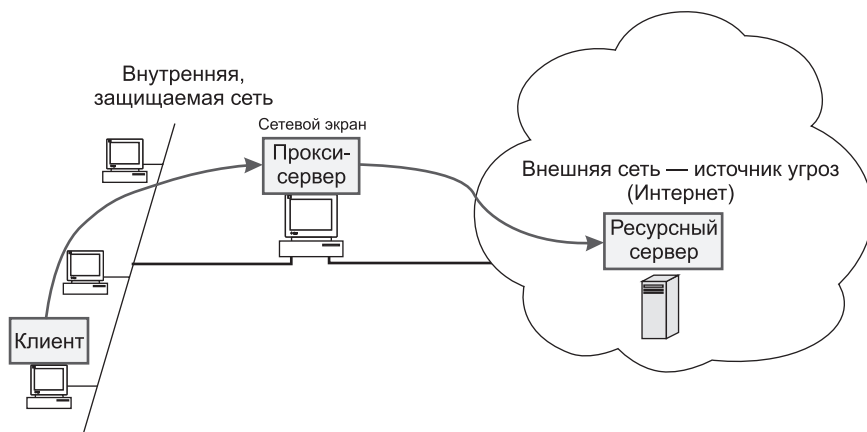 Внутренняя,
защищаемая сеть
Сетевой экран
Прокси-
сервер
Внешняя сеть — источник угроз
(Интернет)
Ресурсный
сервер
Клиент